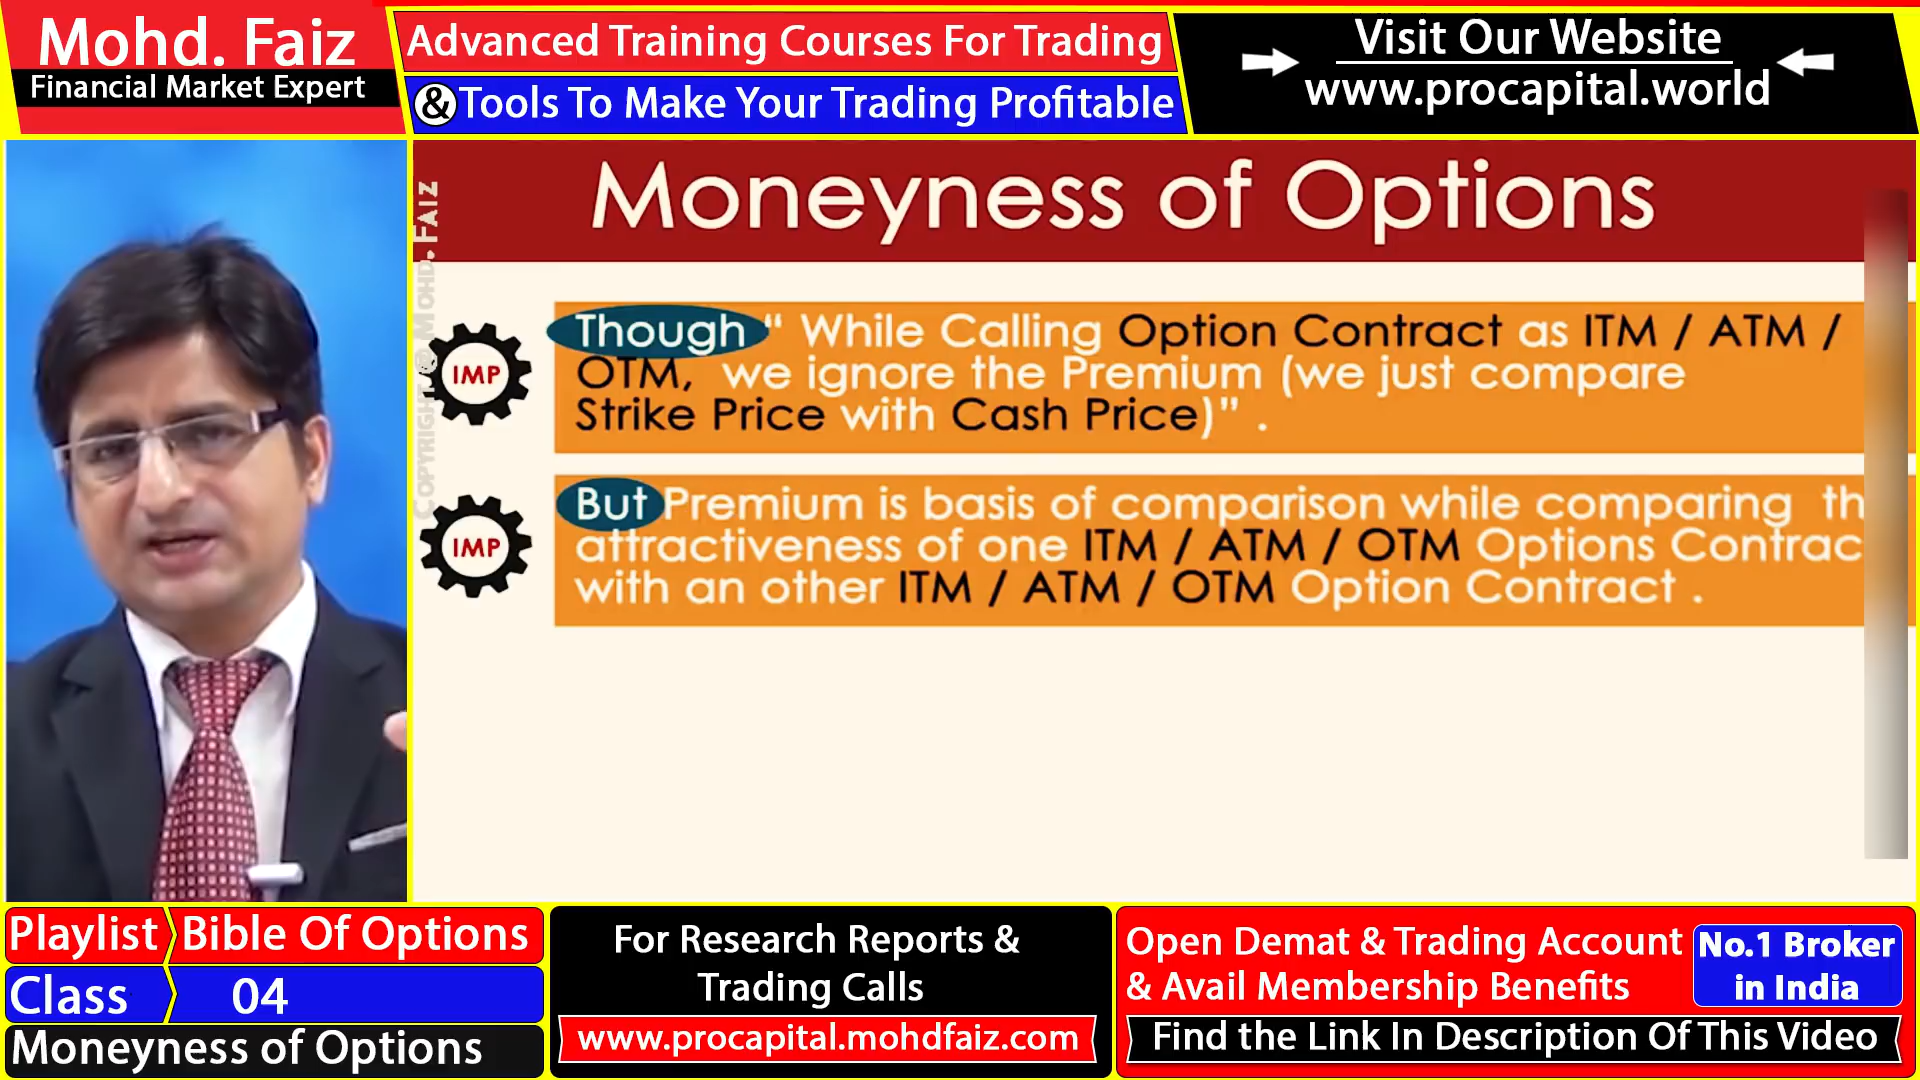 Mohd. Faiz
Financial Market Expert
Advanced Training Courses For Trading
& Tools To Make Your Trading Profitable
Visit Our Website
www.procapital.world
Moneyness of Options
Copyright @ Mohd. Faiz
IMP
Though “ While Calling Option Contract as ITM / ATM /
OTM, we ignore the Premium (we just compare
Strike Price with Cash Price)” .
IMP
But Premium is basis of comparison while comparing th
attractiveness of one ITM / ATM / OTM Options Contrac
with an other ITM / ATM / OTM Option Contract .
Playlist Bible Of Options
Class 04
Moneyness of Options
For Research Reports &
Trading Calls
www.procapital.mohdfaiz.com
Open Demat & Trading Account
& Avail Membership Benefits
No.1 Broker
in India
Find the Link In Description Of This Video